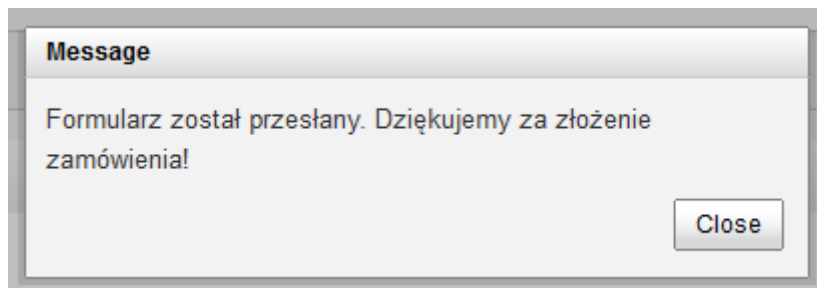 Message
Formularz został przesłany. Dziękujemy za złożenie
zamówienia!
Close